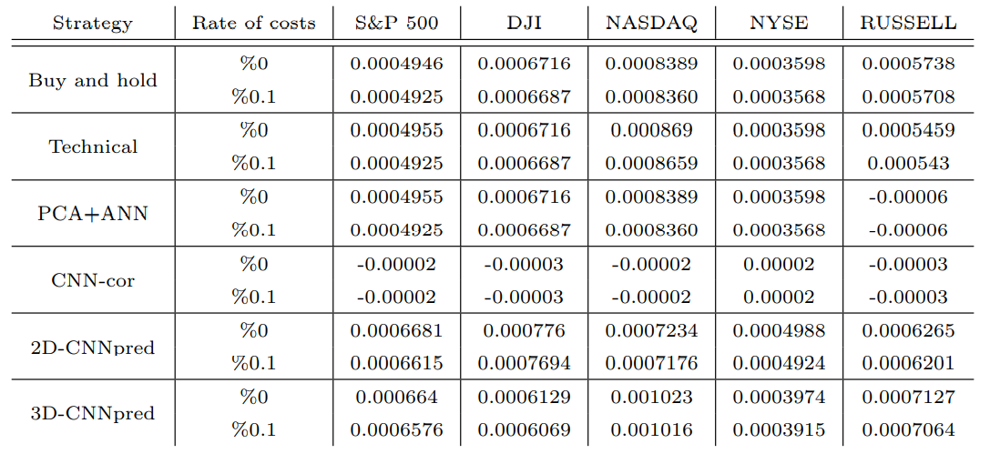 Strategy Rate of costs S&P 500 DJI NASDAQ NYSE RUSSELL
Buy and hold %0 0.0004946 0.0006716 0.0008389 0.0003598 0.0005738
%0.1 0.0004925 0.0006687 0.0008360 0.0003568 0.0005708
Technical %0 0.0004955 0.0006716 0.000869 0.0003598 0.0005459
%0.1 0.0004925 0.0006687 0.0008659 0.0003568 0.000543
PCA+ANN %0 0.0004955 0.0006716 0.0008389 0.0003598 -0.00006
%0.1 0.0004925 0.0006687 0.0008360 0.0003568 -0.00006
CNN-cor %0 -0.00002 -0.00003 -0.00002 0.00002 -0.00003
%0.1 -0.00002 -0.00003 -0.00002 0.00002 -0.00003
2D-CNNpred %0 0.0006681 0.000776 0.0007234 0.0004988 0.0006265
%0.1 0.0006615 0.0007694 0.0007176 0.0004924 0.0006201
3D-CNNpred %0 0.000664 0.0006129 0.001023 0.0003974 0.0007127
%0.1 0.0006576 0.0006069 0.001016 0.0003915 0.0007064